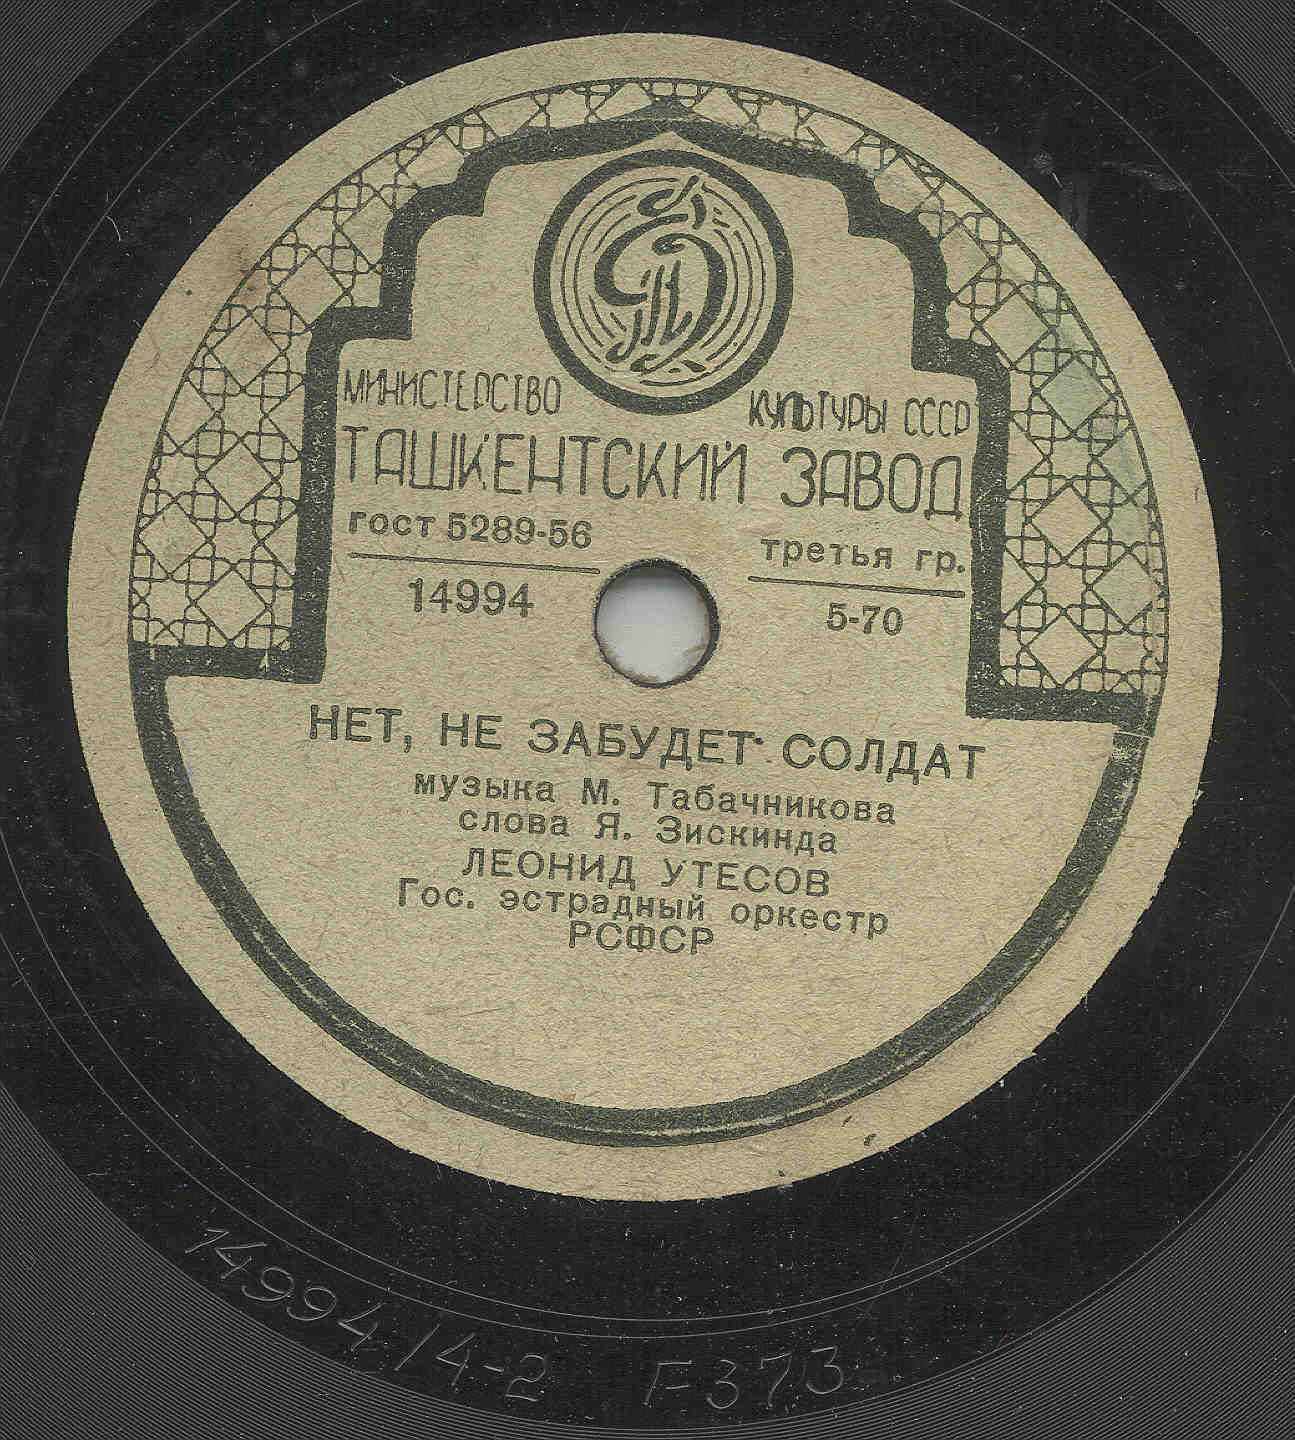 МИНИСТЕРСТВО КУЛЬТУРЫ СССР
ТАШКЕНТСКИЙ ЗАВОД
ГОСТ 5289-56 третья гр.
14994 5-70
НЕТ, НЕ ЗАБУДЕТ СОЛДАТ
музыка М. Табачникова
слова Я. Зискинда
ЛЕОНИД УТЕСОВ
Гос. эстрадный оркестр
РСФСР
14994/4-2 F373